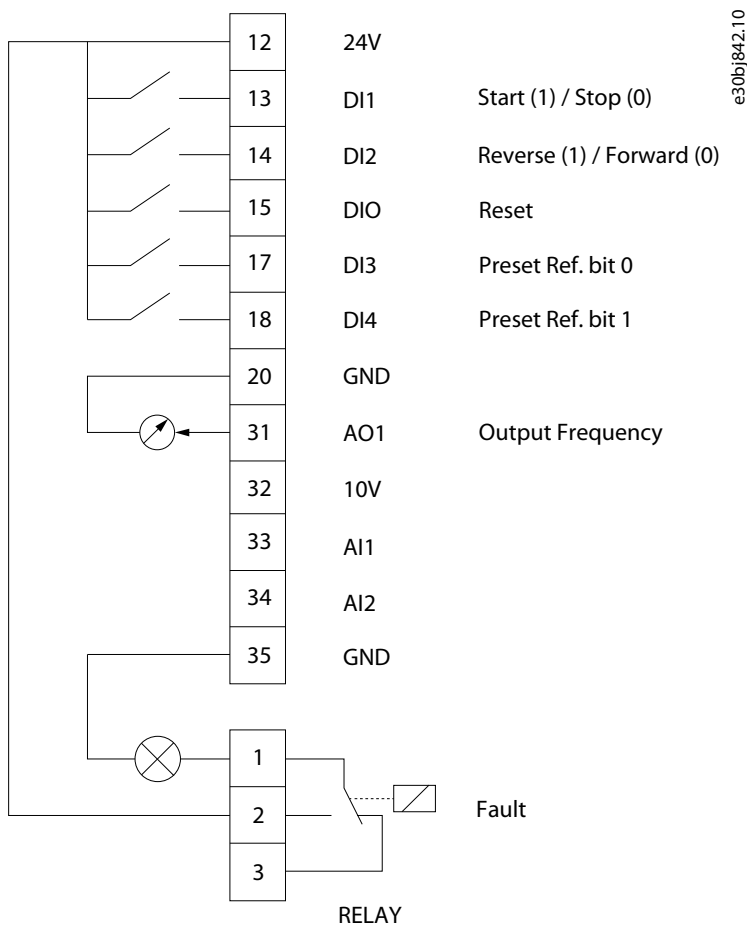 12 24V
13 DI1 Start (1) / Stop (0)
14 DI2 Reverse (1) / Forward (0)
15 DIO Reset
17 DI3 Preset Ref. bit 0
18 DI4 Preset Ref. bit 1
20 GND
31 AO1 Output Frequency
32 10V
33 AI1
34 AI2
35 GND
1
2 Fault
3
RELAY
e30bj842.10